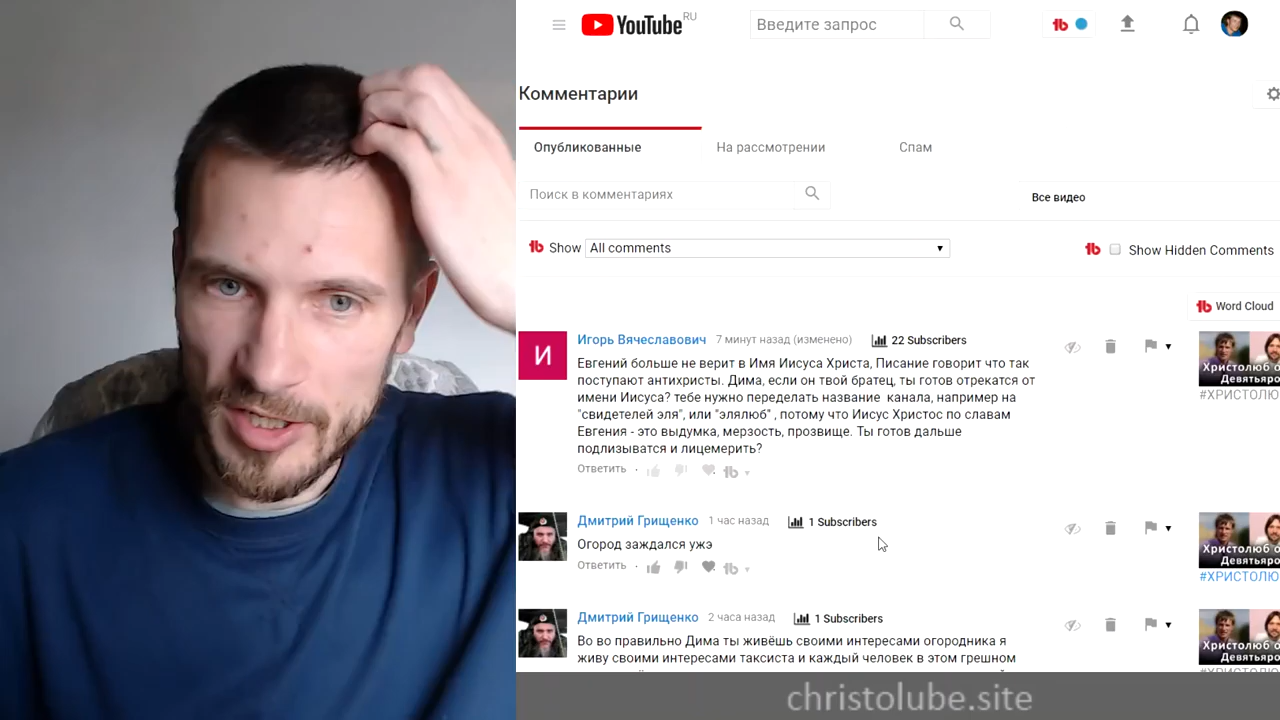 YouTube RU
Введите запрос
Комментарии
Опубликованные
На рассмотрении
Спам
Поиск в комментариях
Все видео
Show
All comments
Show Hidden Comments
Word Cloud
И
Игорь Вячеславович 7 минут назад (изменено) 22 Subscribers
Евгений больше не верит в Имя Иисуса Христа, Писание говорит что так
поступают антихристы. Дима, если он твой братец, ты готов отрекатся от
имени Иисуса? тебе нужно переделать название канала, например на
"свидетелей эля", или "элялюб" , потому что Иисус Христос по славам
Евгения - это выдумка, мерзость, прозвище. Ты готов дальше
подлизыватся и лицемерить?
Ответить
Христолюб о
Девятьяро
#ХРИСТОЛО
Дмитрий Грищенко 1 час назад 1 Subscribers
Огород заждался ужэ
Ответить
Христолюб о
Девятьяро
#ХРИСТОЛЮ
Дмитрий Грищенко 2 часа назад 1 Subscribers
Во во правильно Дима ты живёшь своими интересами огородника я
живу своими интересами таксиста и каждый человек в этом грешном
Христолюб о
Девятьяро
christolube.site